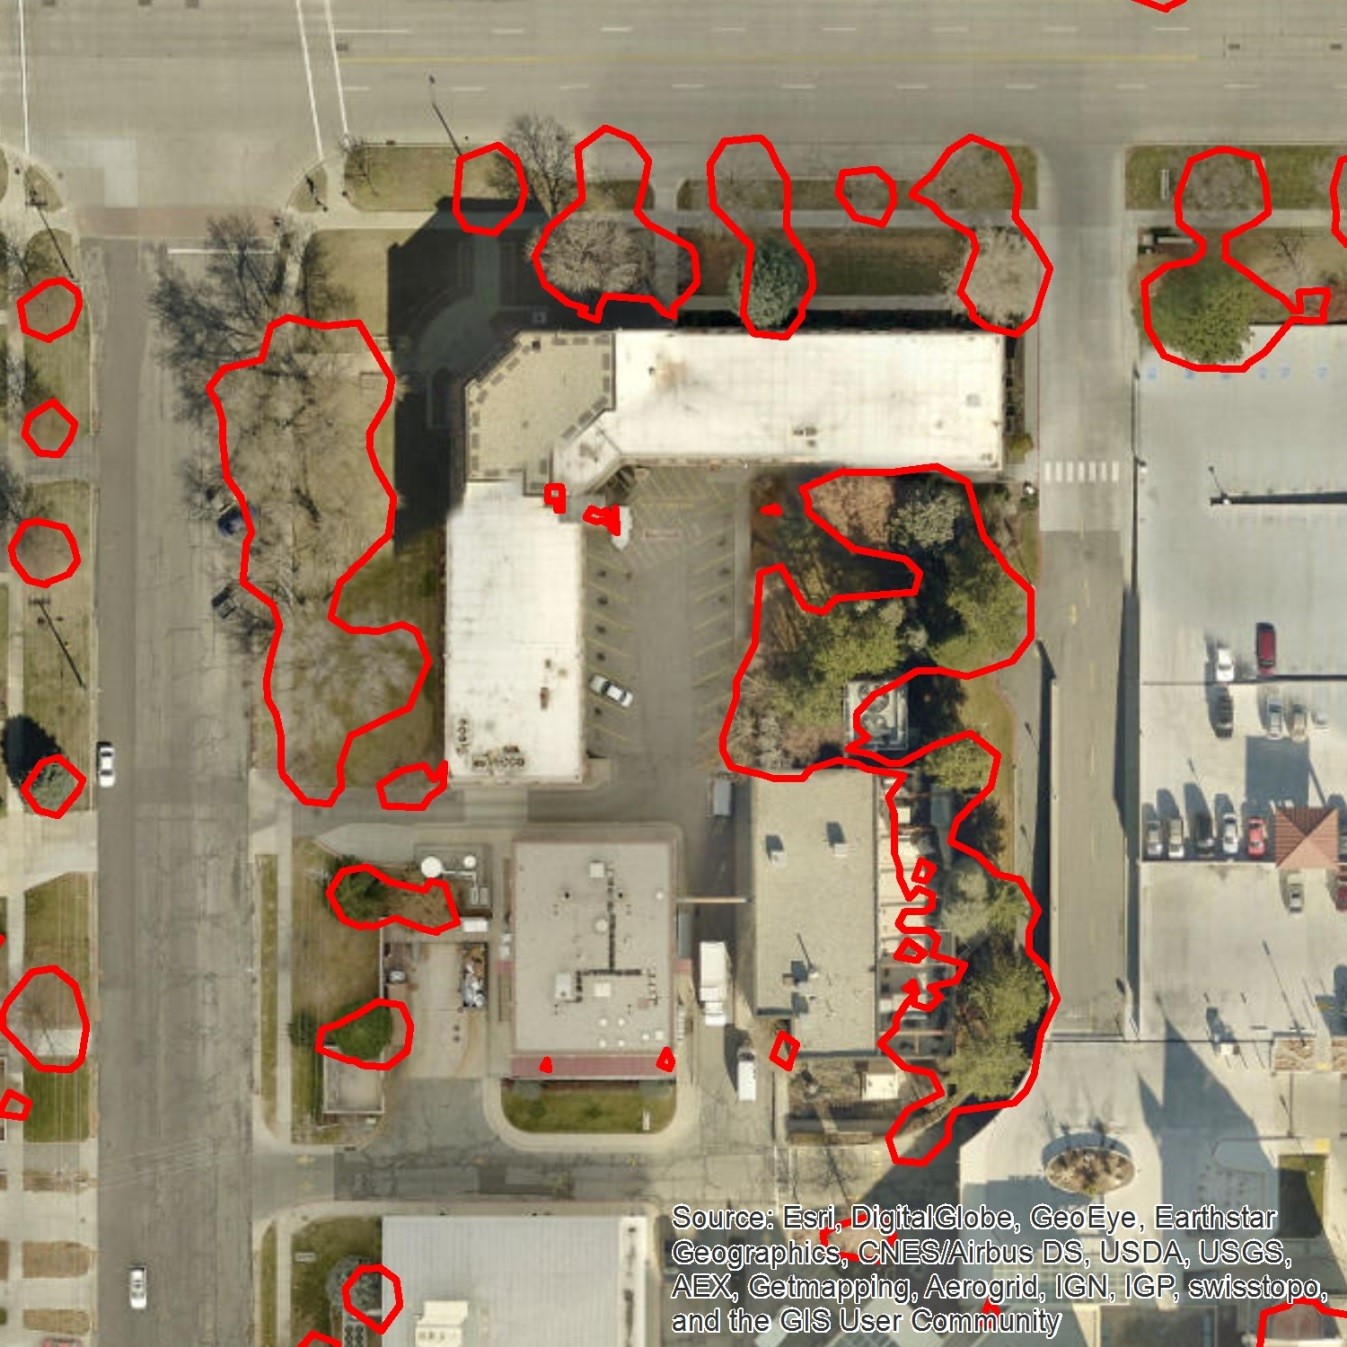 Source: Esri, DigitalGlobe, GeoEye, Earthstar
Geographics, CNES/Airbus DS, USDA, USGS,
AEX, Getmapping, Aerogrid, IGN, IGP, swisstopo,
and the GIS User Community